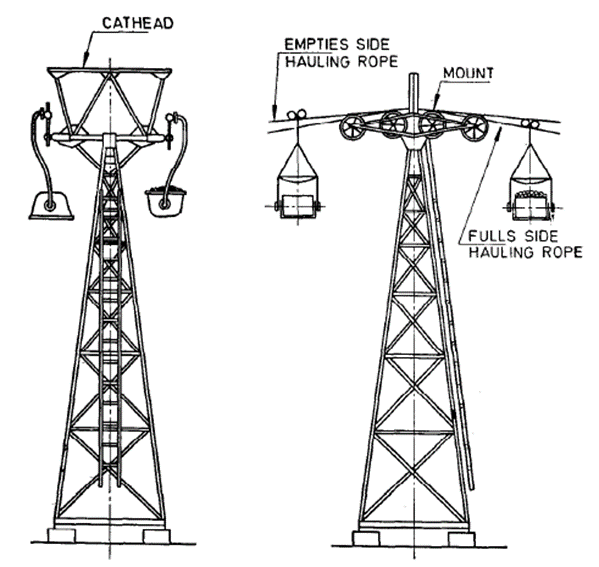 CATHEAD
EMPTIES SIDE
HAULING ROPE
MOUNT
FULLS SIDE
HAULING ROPE